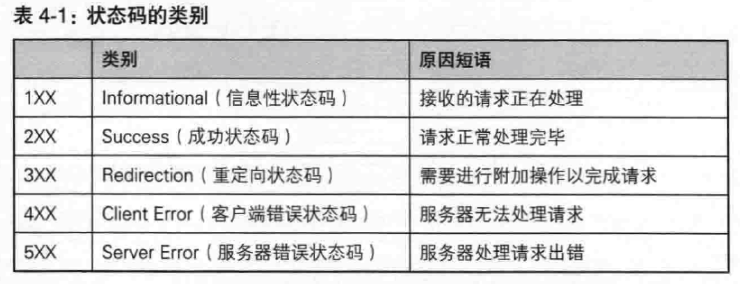 表 4-1：状态码的类别
类别 原因短语
1XX Informational（信息性状态码） 接收的请求正在处理
2XX Success（成功状态码） 请求正常处理完毕
3XX Redirection（重定向状态码） 需要进行附加操作以完成请求
4XX Client Error（客户端错误状态码） 服务器无法处理请求
5XX Server Error（服务器错误状态码） 服务器处理请求出错